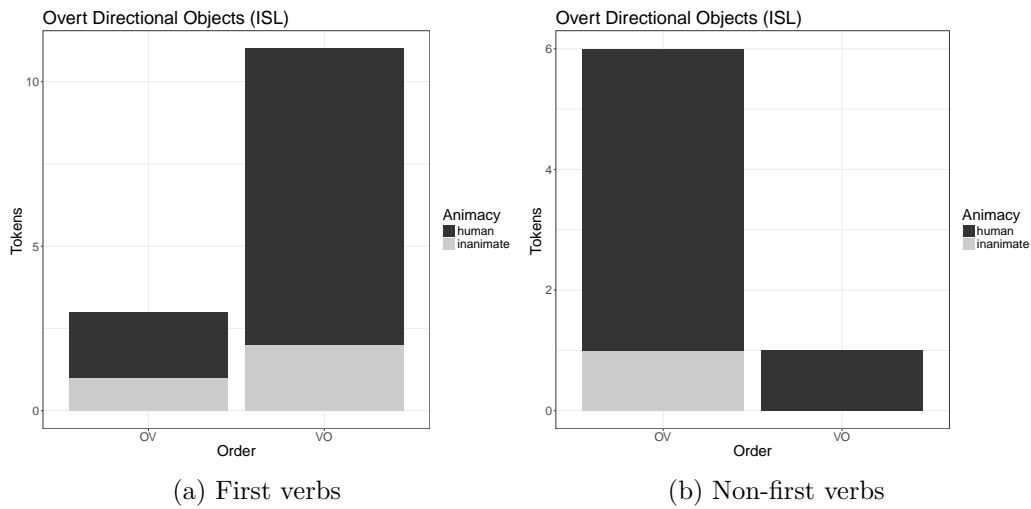 Overt Directional Objects (ISL)
10
5
0
Tokens
OV
VO
Order
Animacy
human
inanimate
(a) First verbs
Overt Directional Objects (ISL)
6
4
2
0
Tokens
OV
VO
Order
Animacy
human
inanimate
(b) Non-first verbs